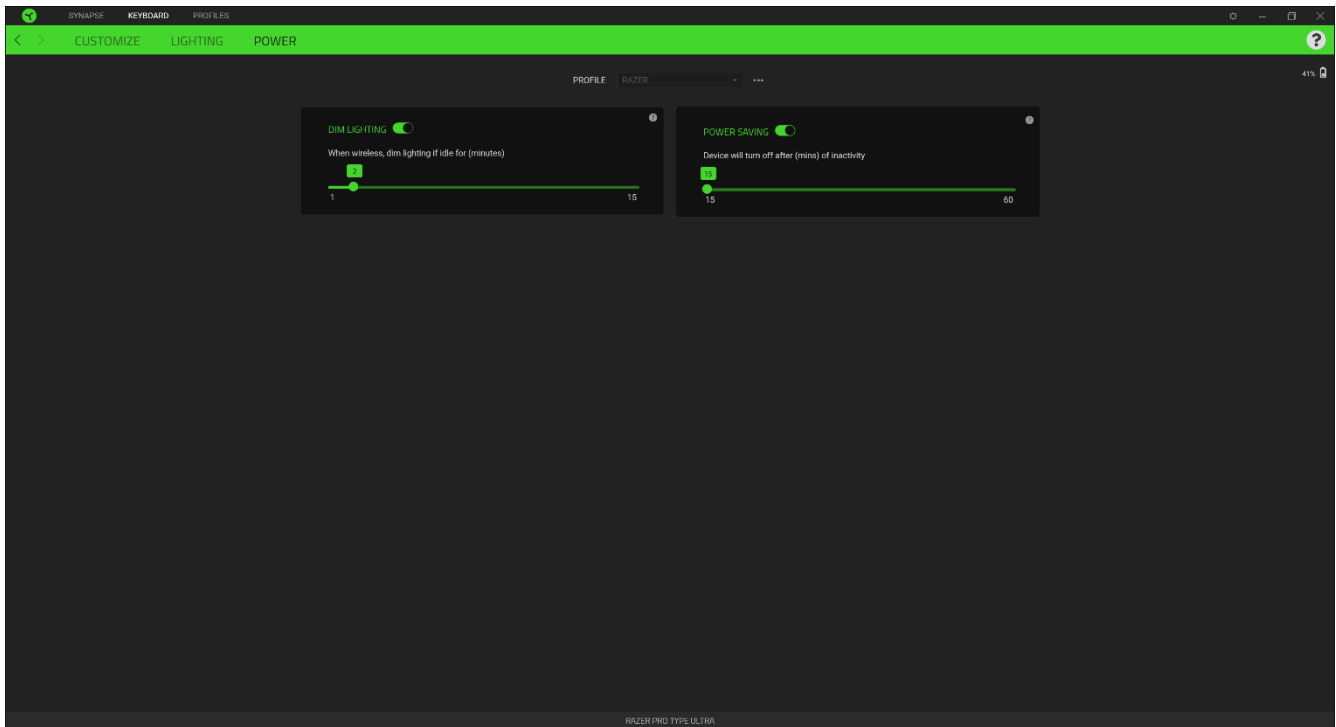 SYNAPSE KEYBOARD PROFILES
CUSTOMIZE LIGHTING POWER ?
PROFILE RAZER ...
41%
DIM LIGHTING ?
When wireless, dim lighting if idle for (minutes)
2
1 15
POWER SAVING ?
Device will turn off after (mins) of inactivity
15
15 60
RAZER PRO TYPE ULTRA